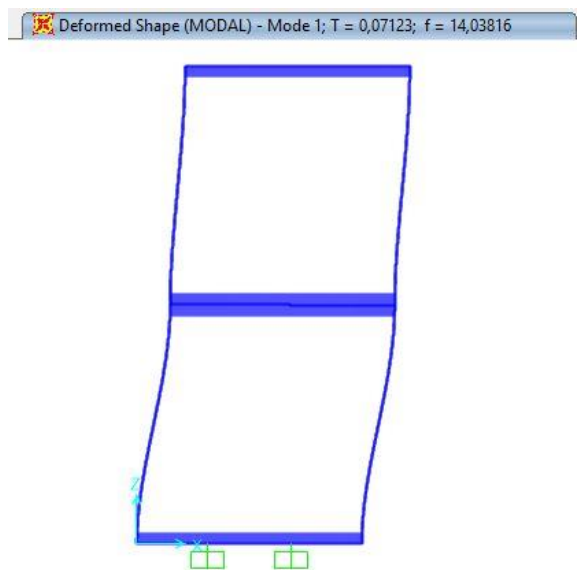 Deformed Shape (MODAL) - Mode 1; T = 0,07123; f = 14,03816
Z
X